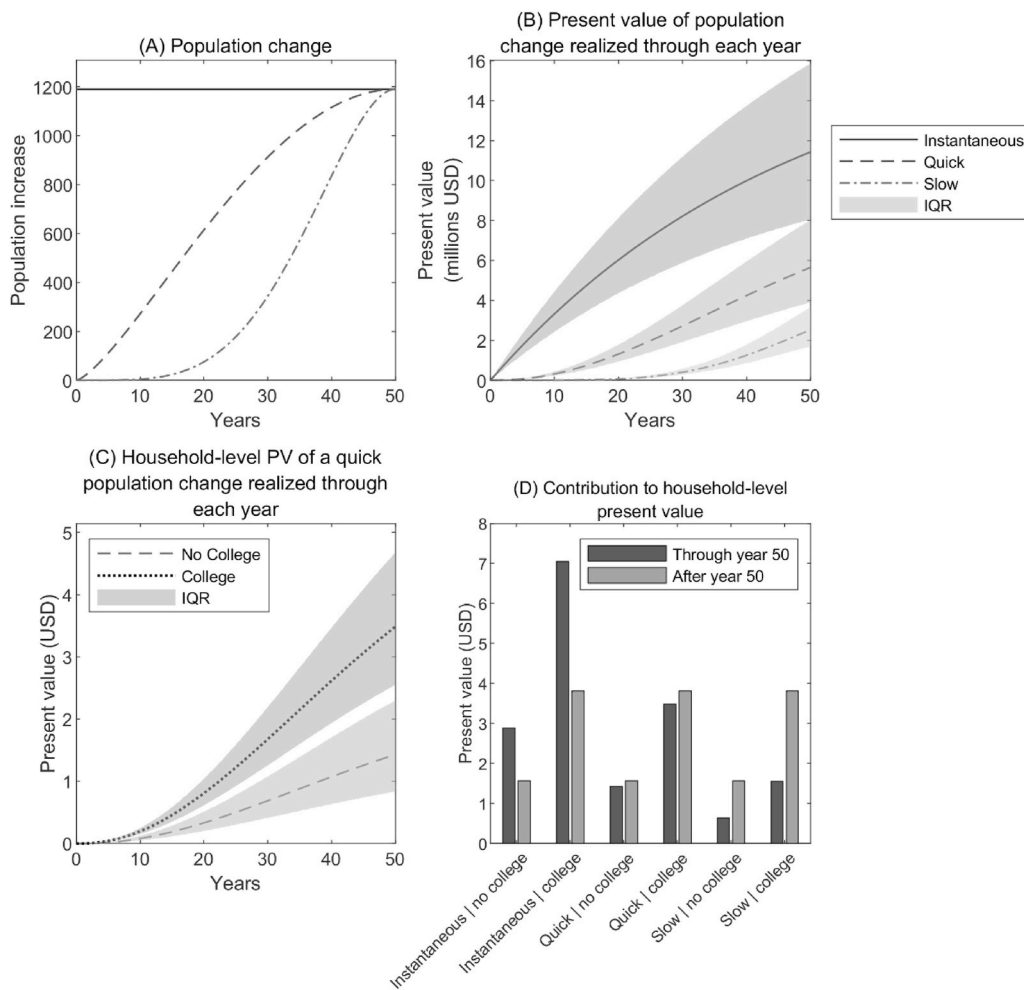 (A) Population change
Population increase
1200
1000
800
600
400
200
0
0 10 20 30 40 50
Years
(B) Present value of population
change realized through each year
Present value
(millions USD)
16
14
12
10
8
6
4
2
0
0 10 20 30 40 50
Years
Instantaneous
Quick
Slow
IQR
(C) Household-level PV of a quick
population change realized through
each year
Present value (USD)
5
4
3
2
1
0
0 10 20 30 40 50
Years
No College
College
IQR
(D) Contribution to household-level
present value
Present value (USD)
8
7
6
5
4
3
2
1
0
Through year 50
After year 50
Instantaneous | no college
Instantaneous | college
Quick | no college
Quick | college
Slow | no college
Slow | college